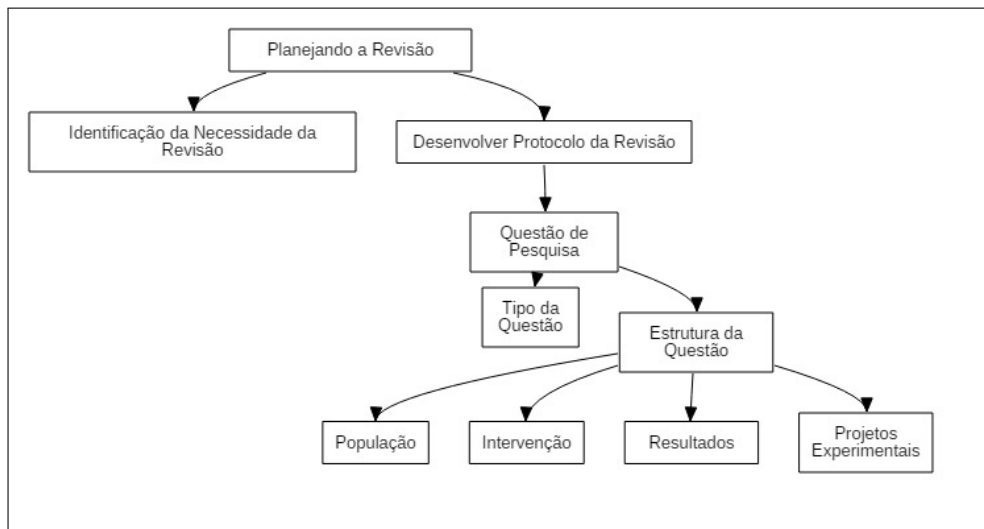 Planejando a Revisão
Identificação da Necessidade da
Revisão
Desenvolver Protocolo da Revisão
Questão de
Pesquisa
Tipo da
Questão
Estrutura da
Questão
População
Intervenção
Resultados
Projetos
Experimentais